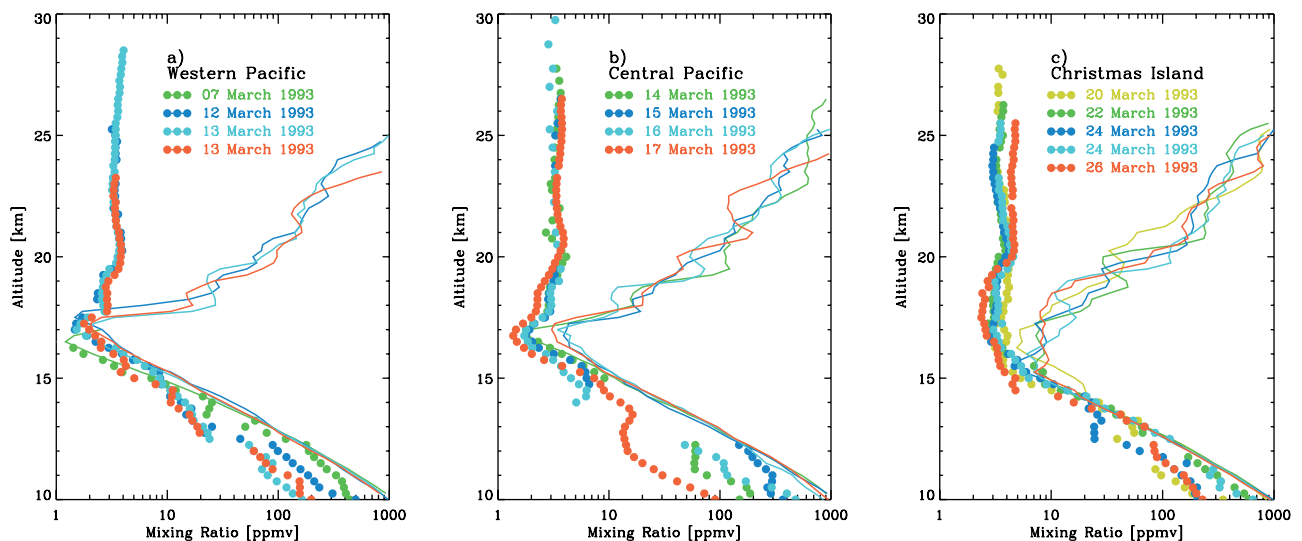 30
25
20
15
10
Altitude [km]
a)
Western Pacific
07 March 1993
12 March 1993
13 March 1993
13 March 1993
1 10 100 1000
Mixing Ratio [ppmv]
30
25
20
15
10
Altitude [km]
b)
Central Pacific
14 March 1993
15 March 1993
16 March 1993
17 March 1993
1 10 100 1000
Mixing Ratio [ppmv]
30
25
20
15
10
Altitude [km]
c)
Christmas Island
20 March 1993
22 March 1993
24 March 1993
24 March 1993
26 March 1993
1 10 100 1000
Mixing Ratio [ppmv]